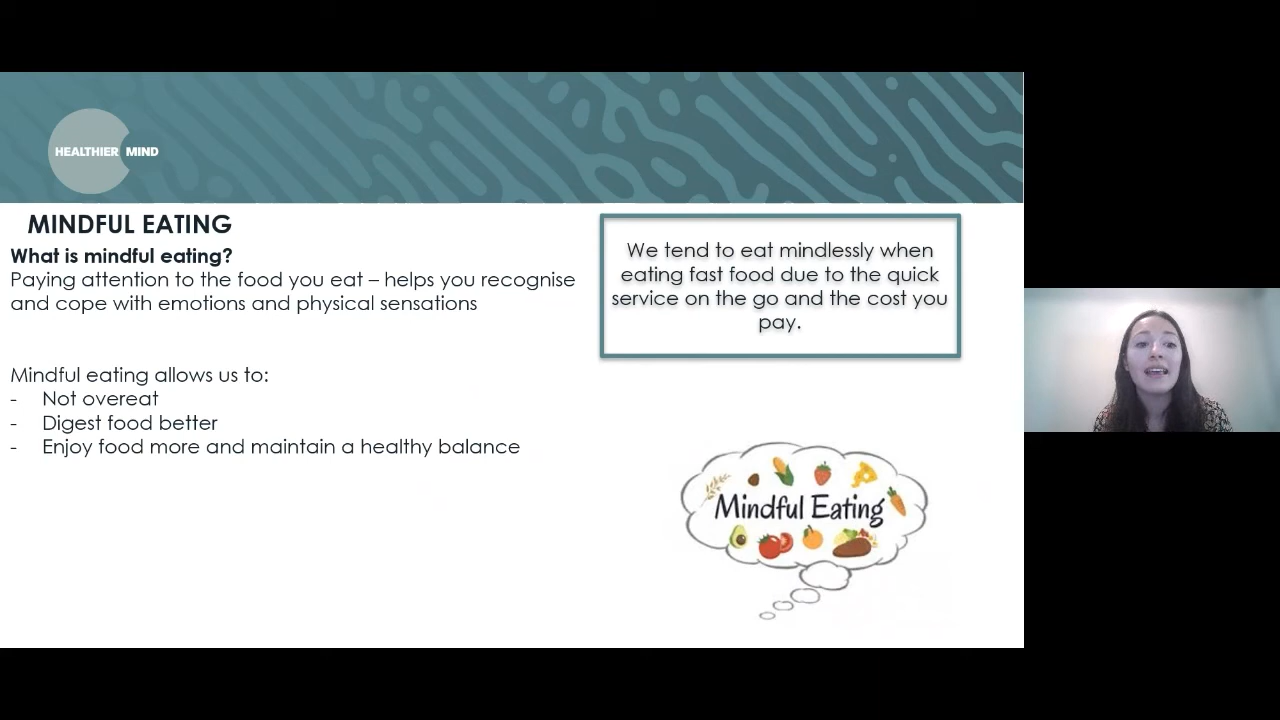 HEALTHIER MIND
MINDFUL EATING
What is mindful eating?
Paying attention to the food you eat – helps you recognise
and cope with emotions and physical sensations
Mindful eating allows us to:
- Not overeat
- Digest food better
- Enjoy food more and maintain a healthy balance
We tend to eat mindlessly when
eating fast food due to the quick
service on the go and the cost you
pay.
Mindful Eating